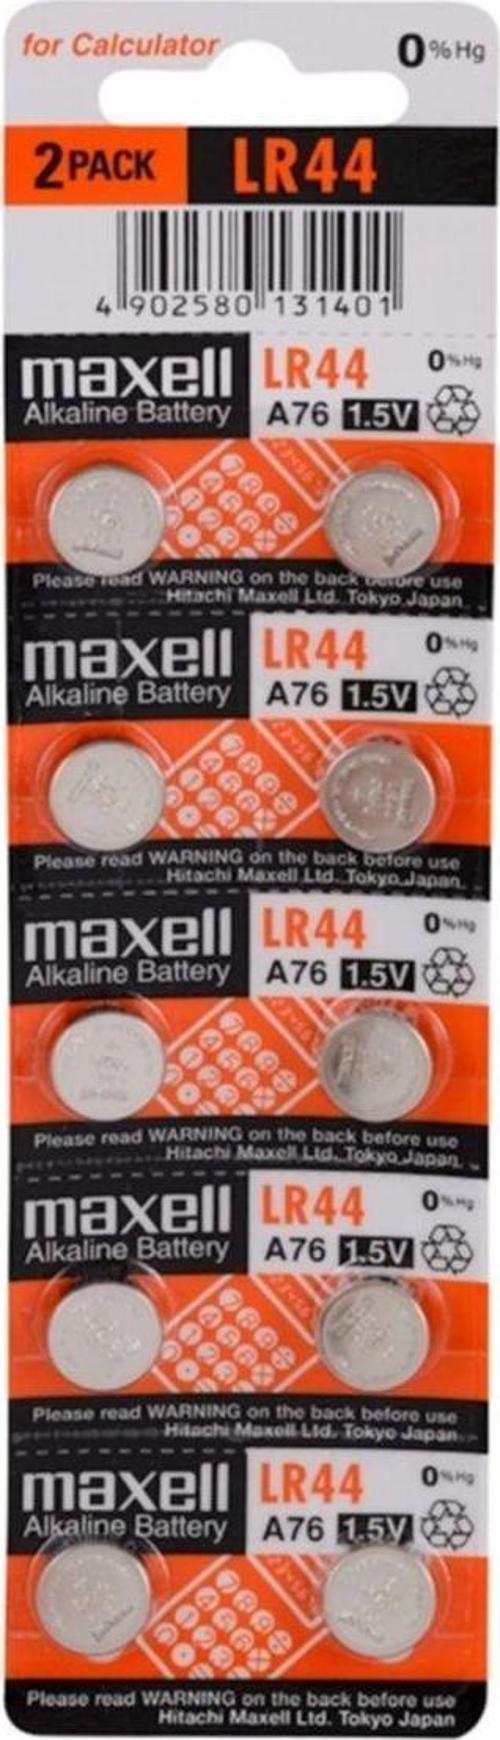 for Calculator 0% Hg
2PACK LR44
4 902580 131401
maxell LR44 0% Hg
Alkaline Battery A76 1.5V
Please read WARNING on the back before use
Hitachi Maxell Ltd. Tokyo Japan
maxell LR44 0% Hg
Alkaline Battery A76 1.5V
Please read WARNING on the back before use
Hitachi Maxell Ltd. Tokyo Japan
maxell LR44 0% Hg
Alkaline Battery A76 1.5V
Please read WARNING on the back before use
Hitachi Maxell Ltd. Tokyo Japan
maxell LR44 0% Hg
Alkaline Battery A76 1.5V
Please read WARNING on the back before use
Hitachi Maxell Ltd. Tokyo Japan
maxell LR44 0% Hg
Alkaline Battery A76 1.5V
Please read WARNING on the back before use
Hitachi Maxell Ltd. Tokyo Japan